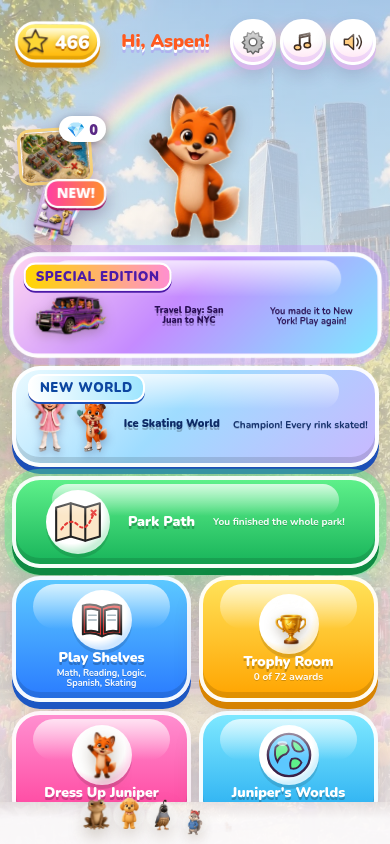 466
Hi, Aspen!
0
NEW!
SPECIAL EDITION
Travel Day: San
Juan to NYC
You made it to New
York! Play again!
NEW WORLD
Ice Skating World
Champion! Every rink skated!
Park Path
You finished the whole park!
Play Shelves
Math, Reading, Logic,
Spanish, Skating
Trophy Room
0 of 72 awards
Dress Up Juniper
Juniper's Worlds